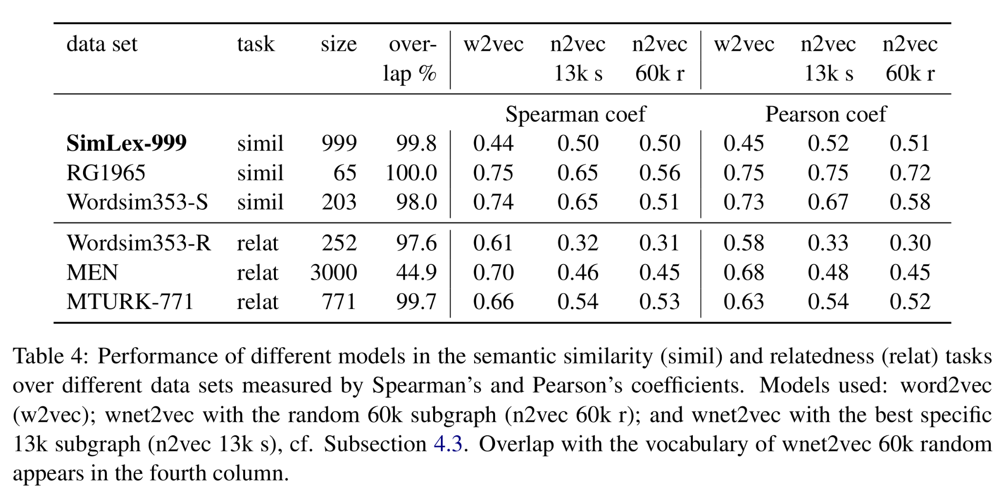 data set task size over- w2vec n2vec n2vec w2vec n2vec n2vec
lap % 13k s 60k r 13k s 60k r
Spearman coef Pearson coef
SimLex-999 simil 999 99.8 0.44 0.50 0.50 0.45 0.52 0.51
RG1965 simil 65 100.0 0.75 0.65 0.56 0.75 0.75 0.72
Wordsim353-S simil 203 98.0 0.74 0.65 0.51 0.73 0.67 0.58
Wordsim353-R relat 252 97.6 0.61 0.32 0.31 0.58 0.33 0.30
MEN relat 3000 44.9 0.70 0.46 0.45 0.68 0.48 0.45
MTURK-771 relat 771 99.7 0.66 0.54 0.53 0.63 0.54 0.52
Table 4: Performance of different models in the semantic similarity (simil) and relatedness (relat) tasks
over different data sets measured by Spearman’s and Pearson’s coefficients. Models used: word2vec
(w2vec); wnet2vec with the random 60k subgraph (n2vec 60k r); and wnet2vec with the best specific
13k subgraph (n2vec 13k s), cf. Subsection 4.3. Overlap with the vocabulary of wnet2vec 60k random
appears in the fourth column.